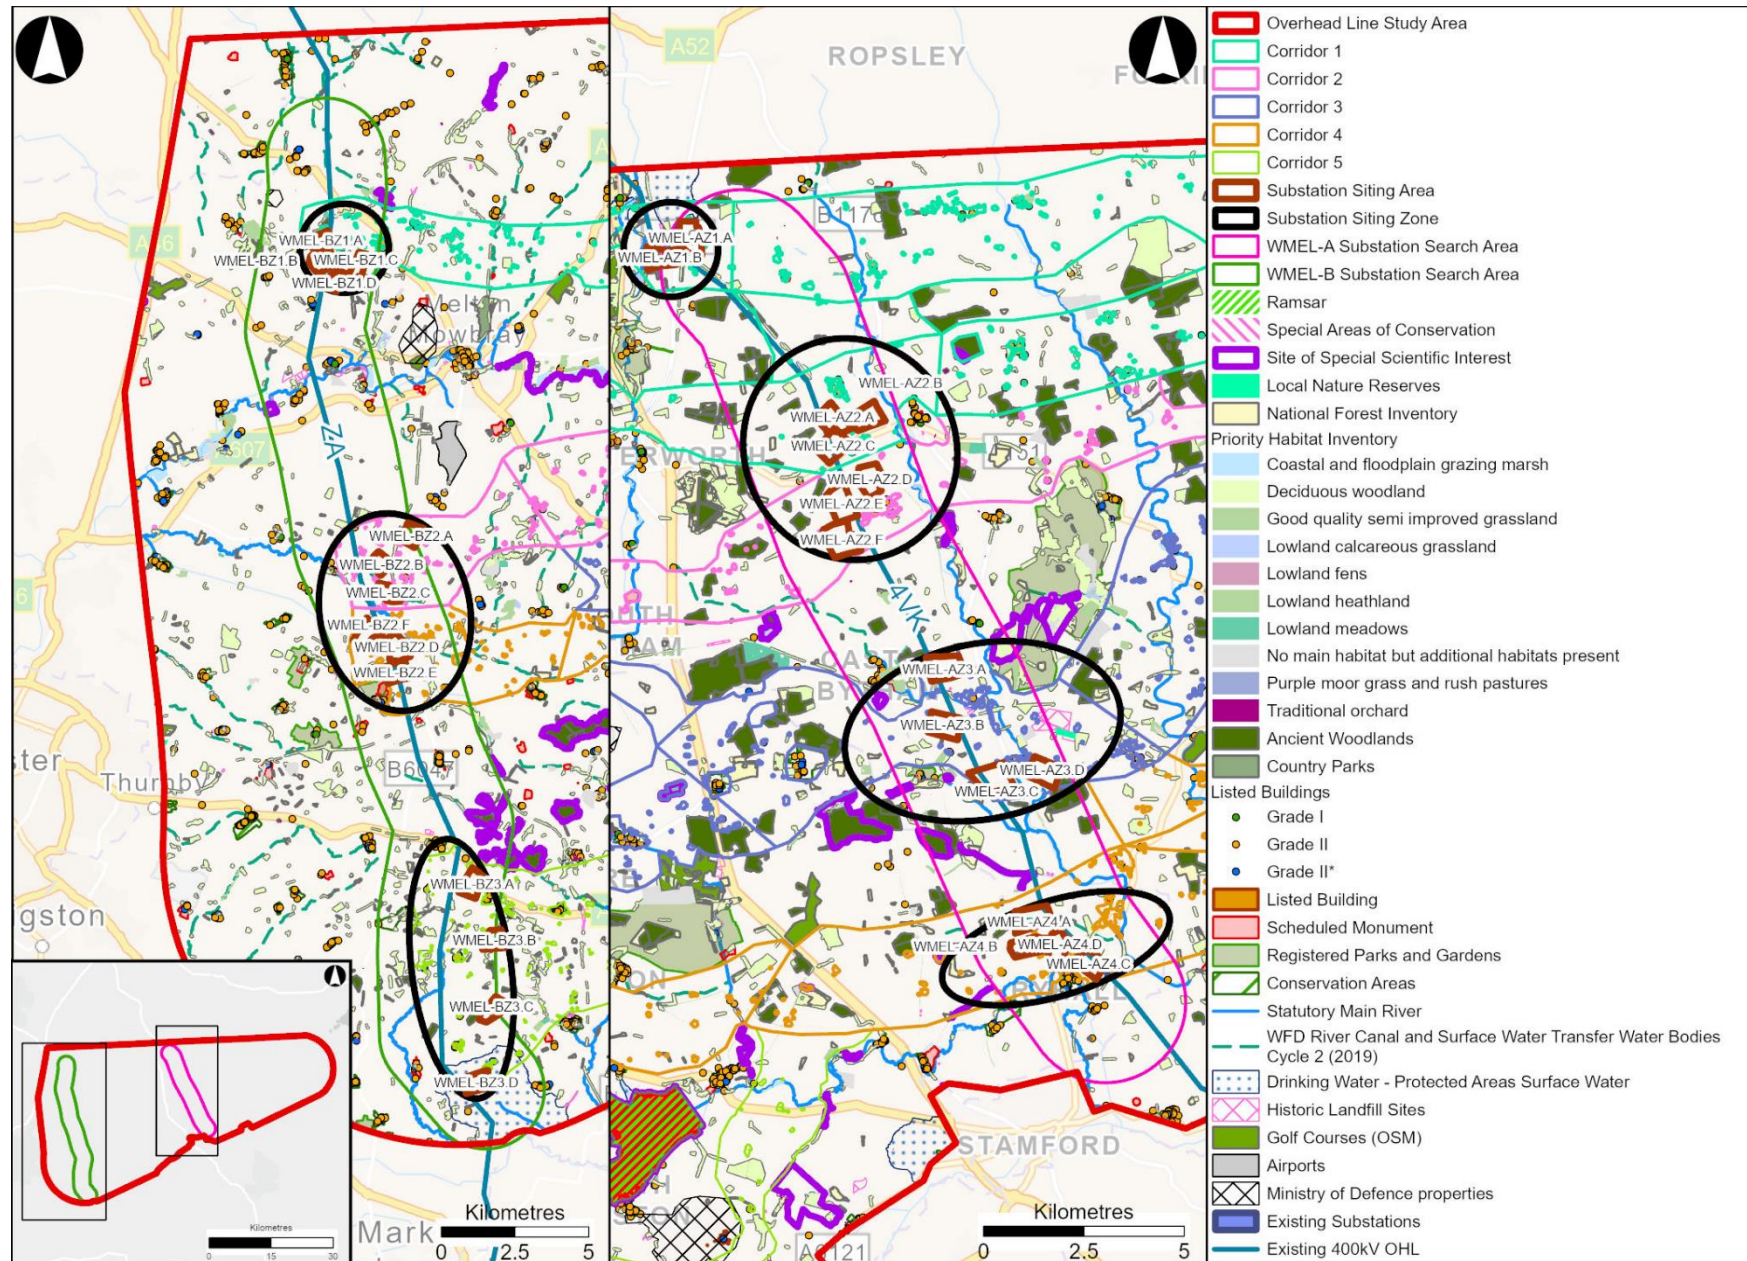 A46
A607
Melton
Mowbray
ZA
WMEL-BZ1.A
WMEL-BZ1.B
WMEL-BZ1.C
WMEL-BZ1.D
WMEL-BZ2.A
WMEL-BZ2.B
WMEL-BZ2.C
WMEL-BZ2.F
WMEL-BZ2.D
WMEL-BZ2.E
B6047
Thurnby
WMEL-BZ3.A
WMEL-BZ3.B
WMEL-BZ3.C
WMEL-BZ3.D
Mark
Kilometres
0 2.5 5
Kilometres
0 15 30
A52
ROPSLEY
WMEL-AZ1.A
WMEL-AZ1.B
WMEL-AZ2.B
WMEL-AZ2.A
WMEL-AZ2.C
WMEL-AZ2.D
WMEL-AZ2.E
WMEL-AZ2.F
4VK
WMEL-AZ3.A
WMEL-AZ3.B
WMEL-AZ3.D
WMEL-AZ3.C
WMEL-AZ4.A
WMEL-AZ4.B
WMEL-AZ4.D
WMEL-AZ4.C
STAMFORD
Kilometres
0 2.5 5
Overhead Line Study Area
Corridor 1
Corridor 2
Corridor 3
Corridor 4
Corridor 5
Substation Siting Area
Substation Siting Zone
WMEL-A Substation Search Area
WMEL-B Substation Search Area
Ramsar
Special Areas of Conservation
Site of Special Scientific Interest
Local Nature Reserves
National Forest Inventory
Priority Habitat Inventory
Coastal and floodplain grazing marsh
Deciduous woodland
Good quality semi improved grassland
Lowland calcareous grassland
Lowland fens
Lowland heathland
Lowland meadows
No main habitat but additional habitats present
Purple moor grass and rush pastures
Traditional orchard
Ancient Woodlands
Country Parks
Listed Buildings
Grade I
Grade II
Grade II*
Listed Building
Scheduled Monument
Registered Parks and Gardens
Conservation Areas
Statutory Main River
WFD River Canal and Surface Water Transfer Water Bodies
Cycle 2 (2019)
Drinking Water - Protected Areas Surface Water
Historic Landfill Sites
Golf Courses (OSM)
Airports
Ministry of Defence properties
Existing Substations
Existing 400kV OHL